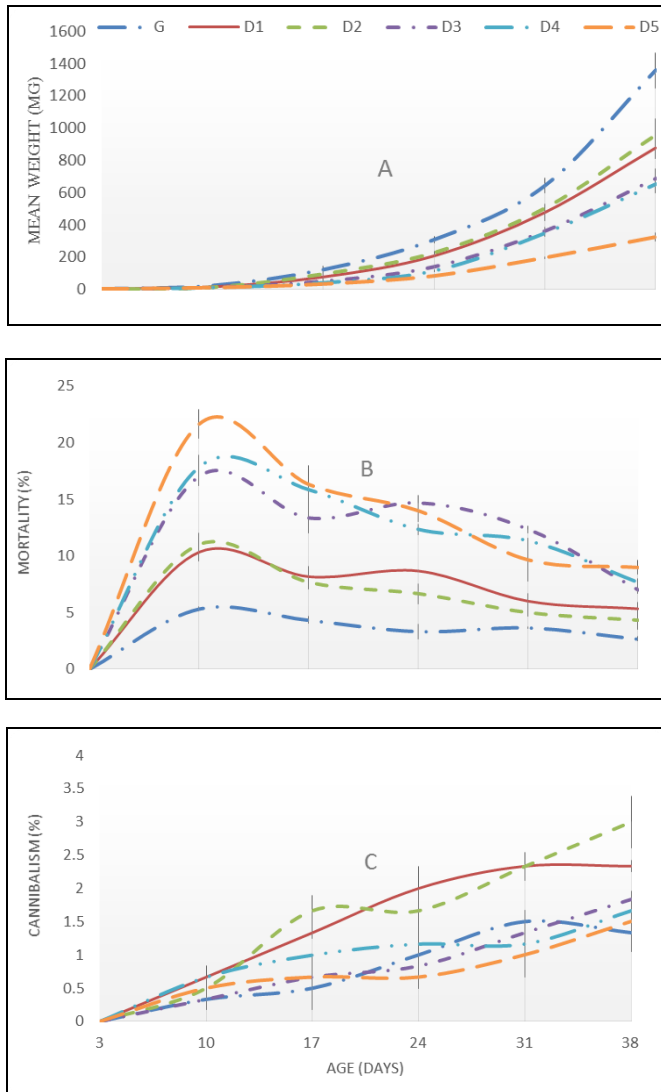 1600
G D1 D2 D3 D4 D5
1400
1200
1000
800
600
400
200
0
MEAN WEIGHT (MG)
A
25
20
15
10
5
0
MORTALITY (%)
B
4
3.5
3
2.5
2
1.5
1
0.5
0
CANNIBALISM (%)
C
3 10 17 24 31 38
AGE (DAYS)